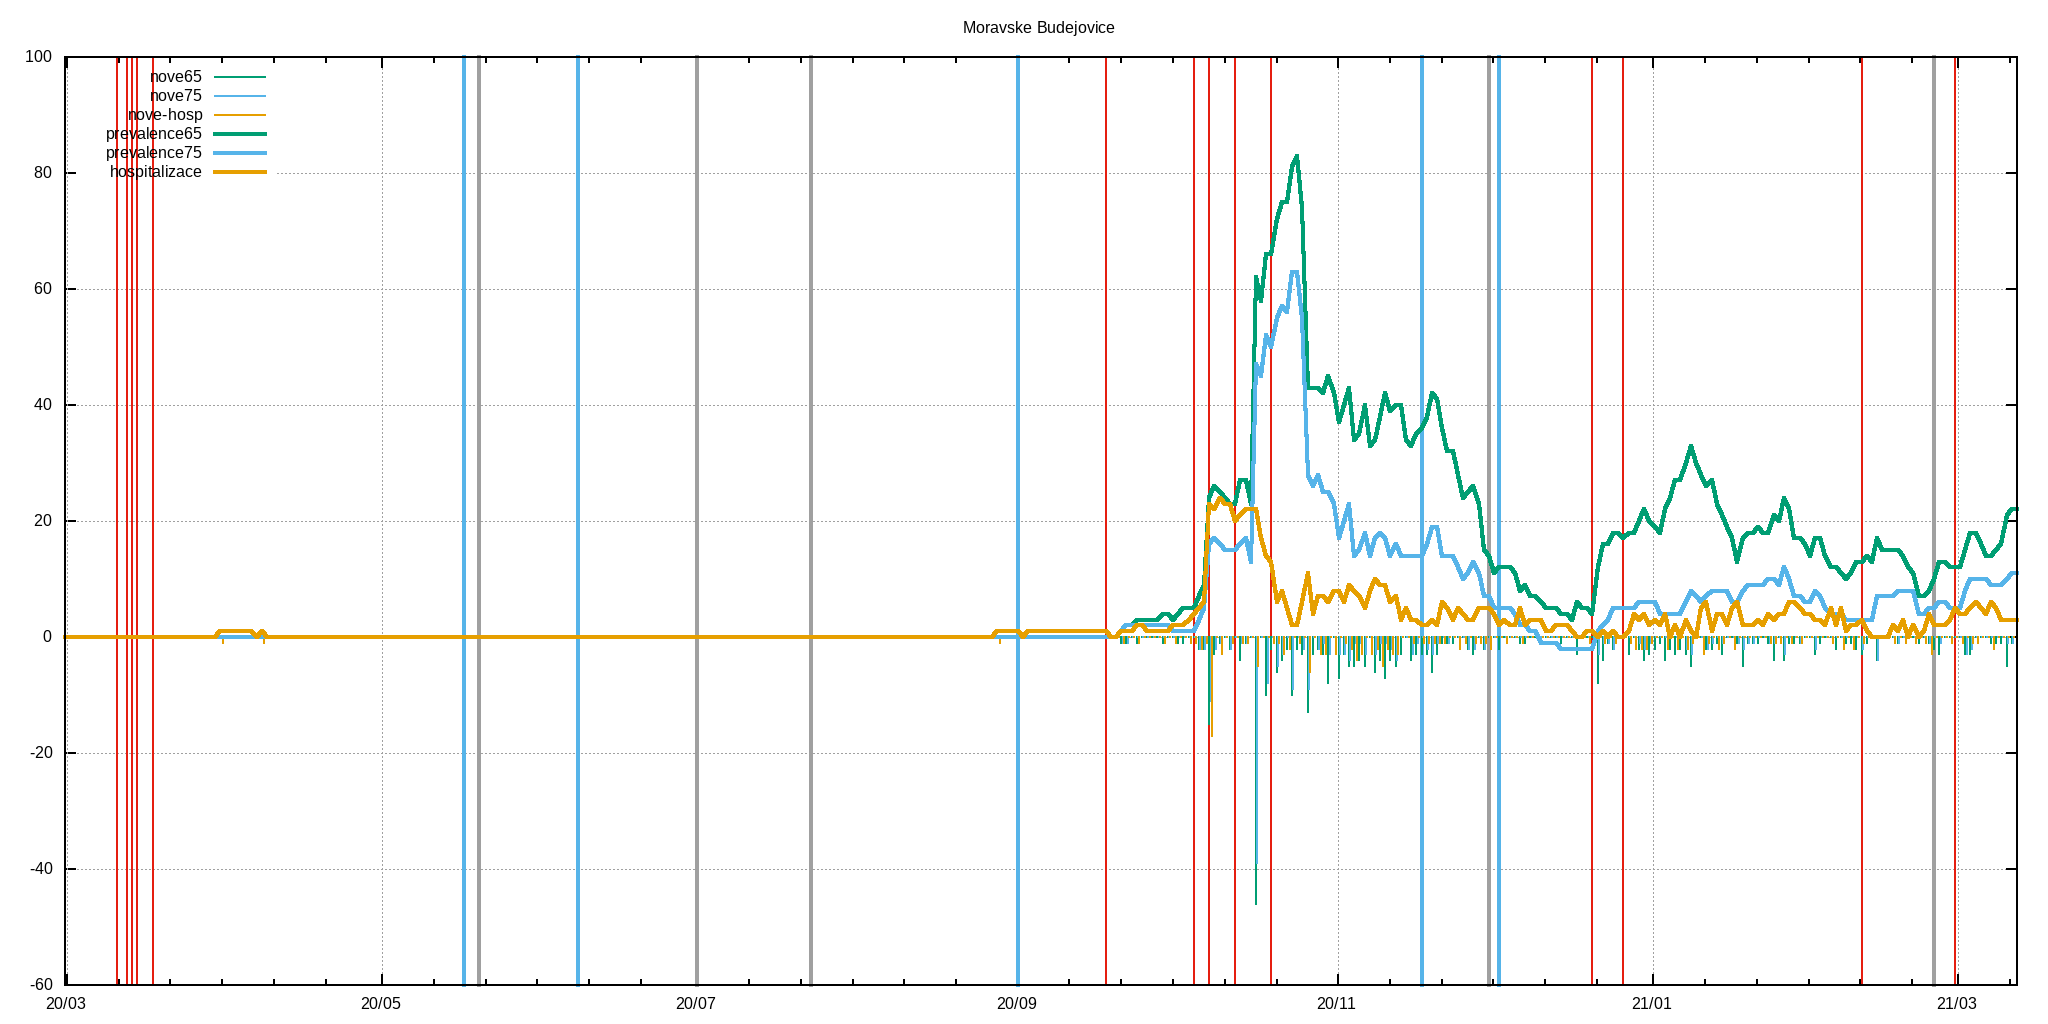 Moravske Budejovice
100
80
60
40
20
0
-20
-40
-60
nove65
nove75
nove-hosp
prevalence65
prevalence75
hospitalizace
20/03 20/05 20/07 20/09 20/11 21/01 21/03